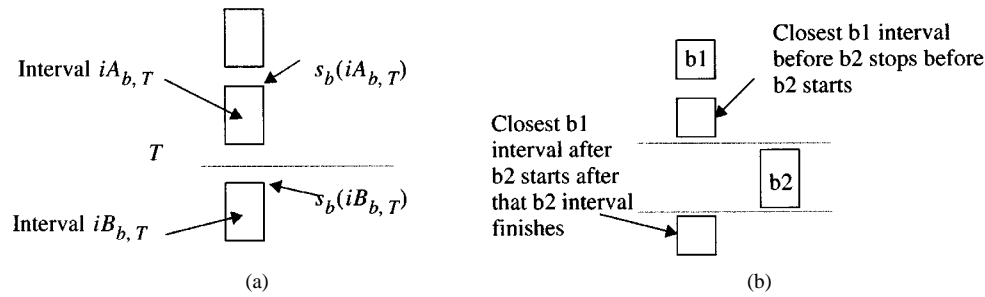 Interval iA_{b, T}
s_b(iA_{b, T})
T
s_b(iB_{b, T})
Interval iB_{b, T}
(a)
b1
Closest b1 interval
before b2 stops before
b2 starts
Closest b1
interval after
b2 starts after
that b2 interval
finishes
b2
(b)